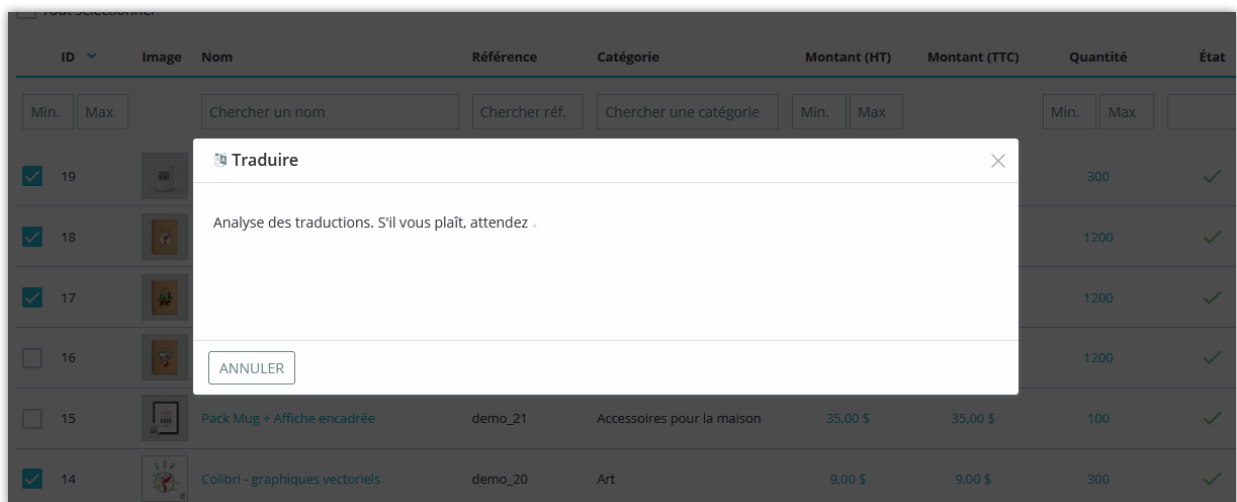 Tout sélectionner
ID Image Nom Référence Catégorie Montant (HT) Montant (TTC) Quantité État
Min. Max Chercher un nom Chercher réf. Chercher une catégorie Min. Max Min. Max
Traduire
19 300
Analyse des traductions. S'il vous plaît, attendez .
18 1200
17 1200
16 1200
ANNULER
15 Pack Mug + Affiche encadrée demo_21 Accessoires pour la maison 35,00 $ 35,00 $ 100
14 Colibri - graphiques vectoriels demo_20 Art 9,00 $ 9,00 $ 300